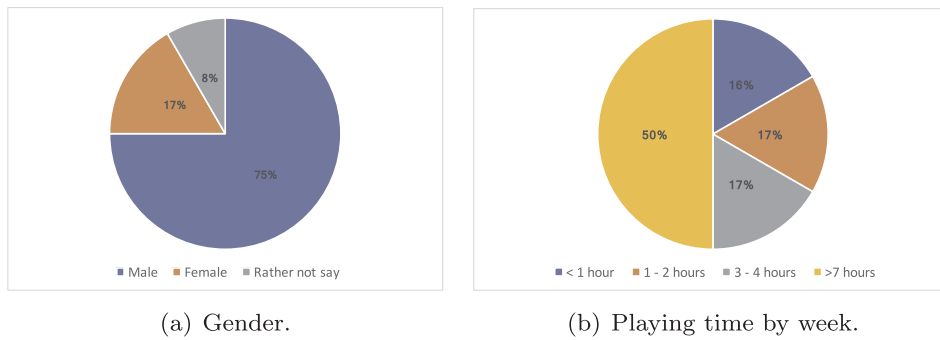 8%
17%
75%
Male Female Rather not say
(a) Gender.
16%
50%
17%
17%
< 1 hour 1 - 2 hours 3 - 4 hours >7 hours
(b) Playing time by week.